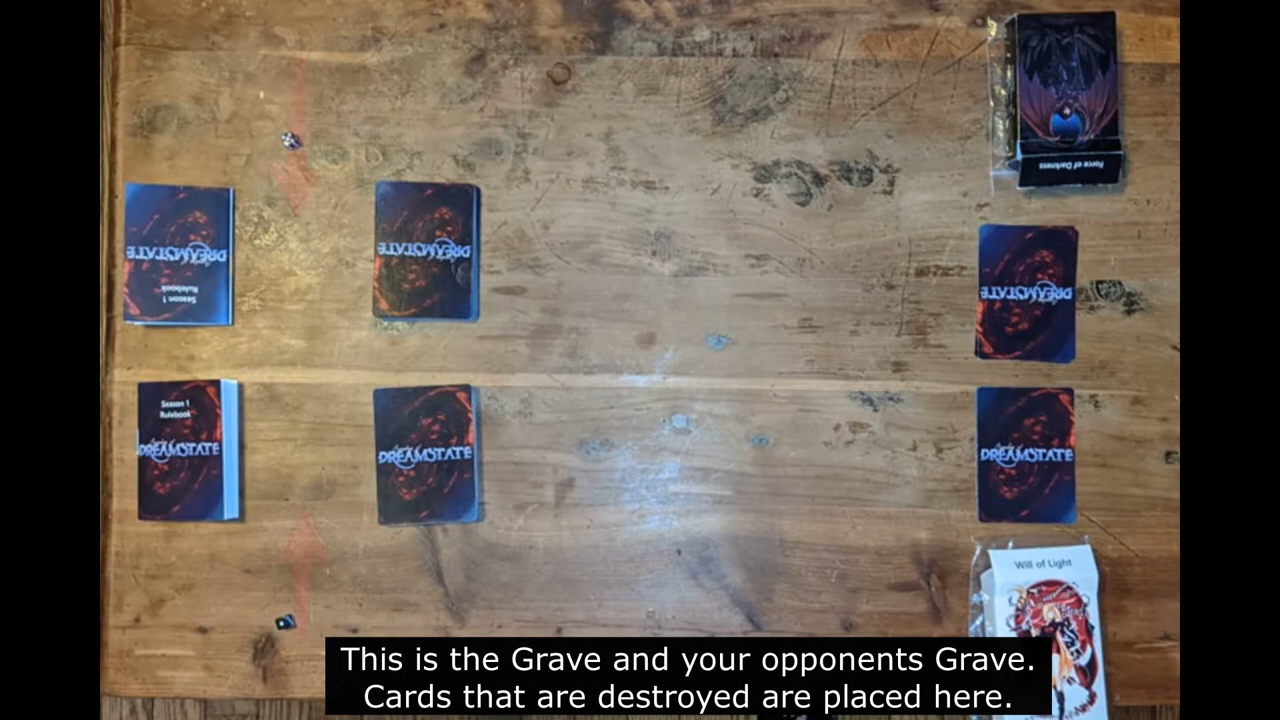 Force of Darkness
DREAMSTATE
Season 1
Rulebook
DREAMSTATE
DREAMSTATE
Season 1
Rulebook
DREAMSTATE
DREAMSTATE
DREAMSTATE
Will of Light
This is the Grave and your opponents Grave.
Cards that are destroyed are placed here.